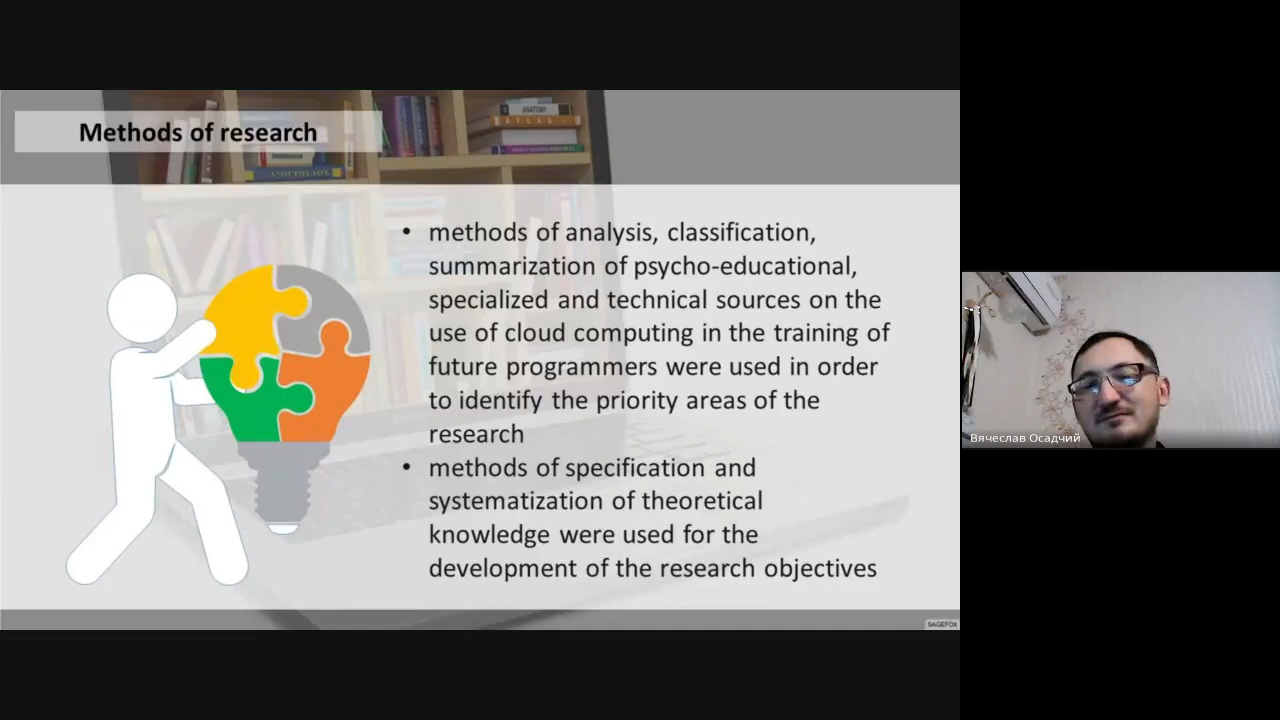 Methods of research
ANATOMY
ATLAS
• methods of analysis, classification,
summarization of psycho-educational,
specialized and technical sources on the
use of cloud computing in the training of
future programmers were used in order
to identify the priority areas of the
research
• methods of specification and
systematization of theoretical
knowledge were used for the
development of the research objectives
SAGEFOX
Вячеслав Осадчий